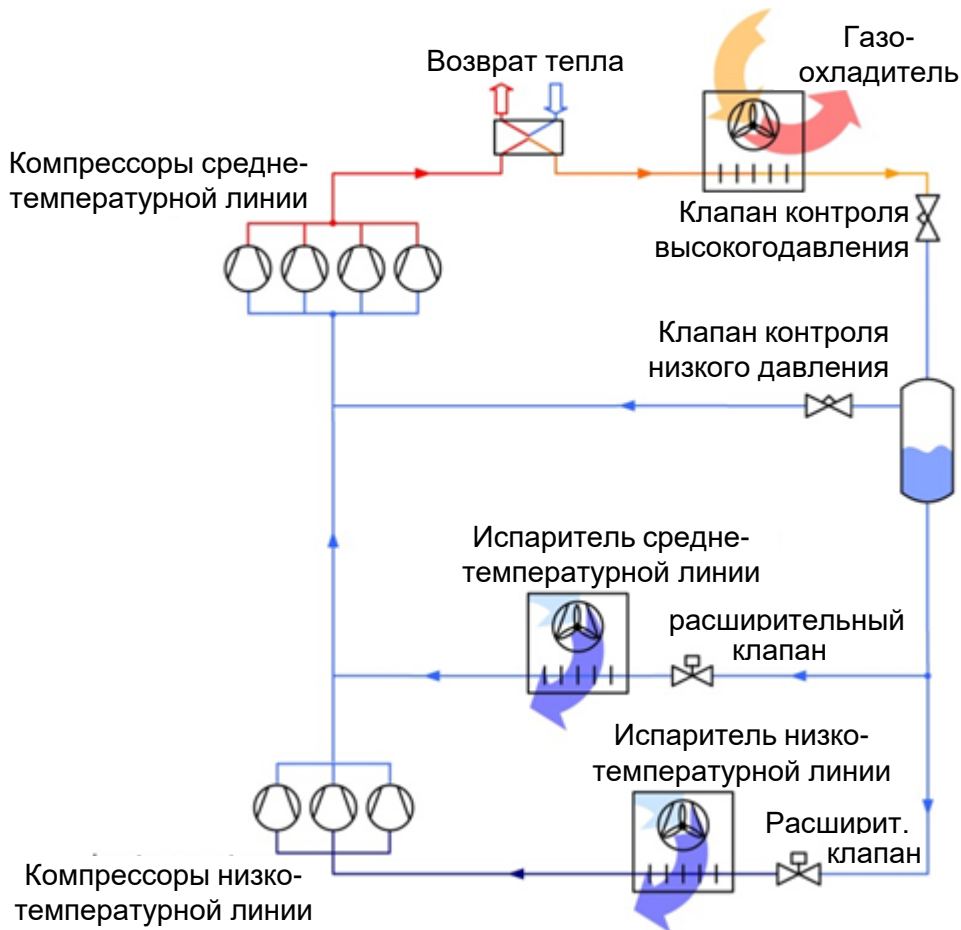 Возврат тепла
Газо-
охладитель
Компрессоры средне-
температурной линии
Клапан контроля
высокогодавления
Клапан контроля
низкого давления
Испаритель средне-
температурной линии
расширительный
клапан
Испаритель низко-
температурной линии
Расширит.
клапан
Компрессоры низко-
температурной линии